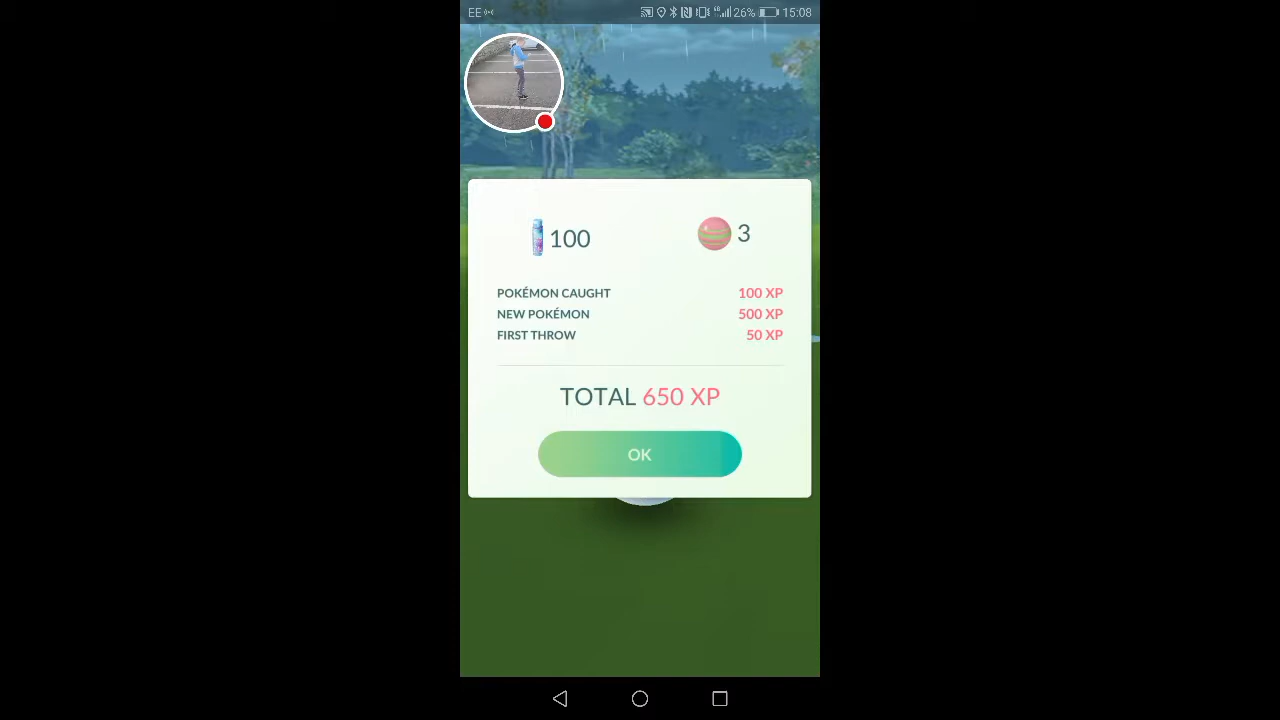 EE 26% 15:08
100 3
POKÉMON CAUGHT 100 XP
NEW POKÉMON 500 XP
FIRST THROW 50 XP
TOTAL 650 XP
OK